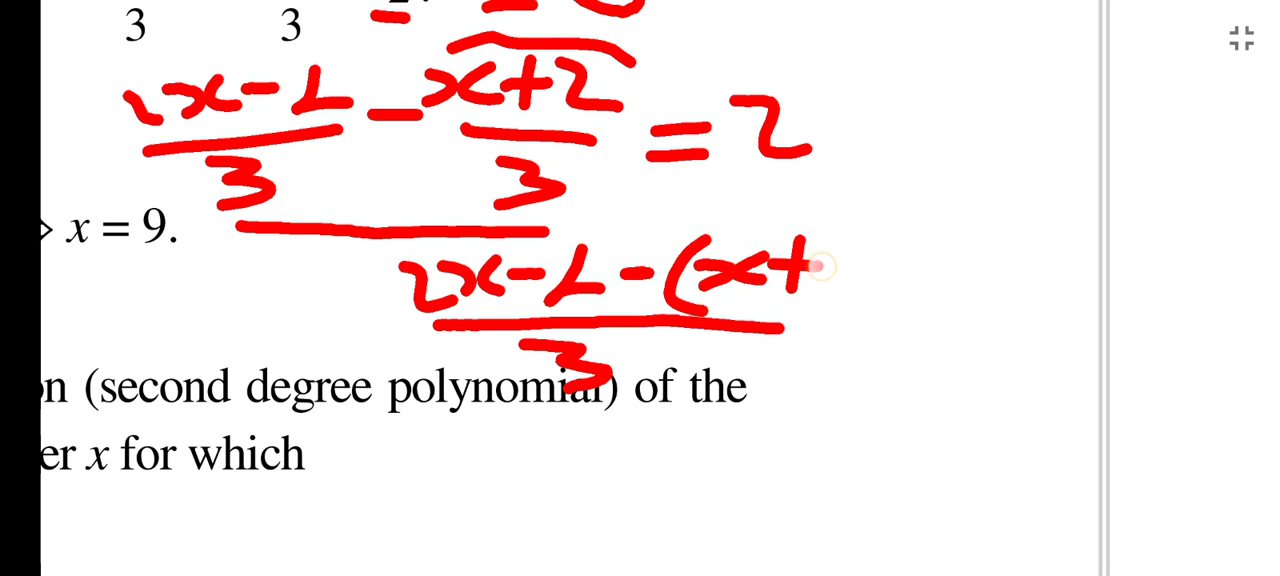 3 3
2x-1/3 - x+2/3 = 2
x = 9.
2x-1-(x+
3
(second degree polynomial) of the
x for which